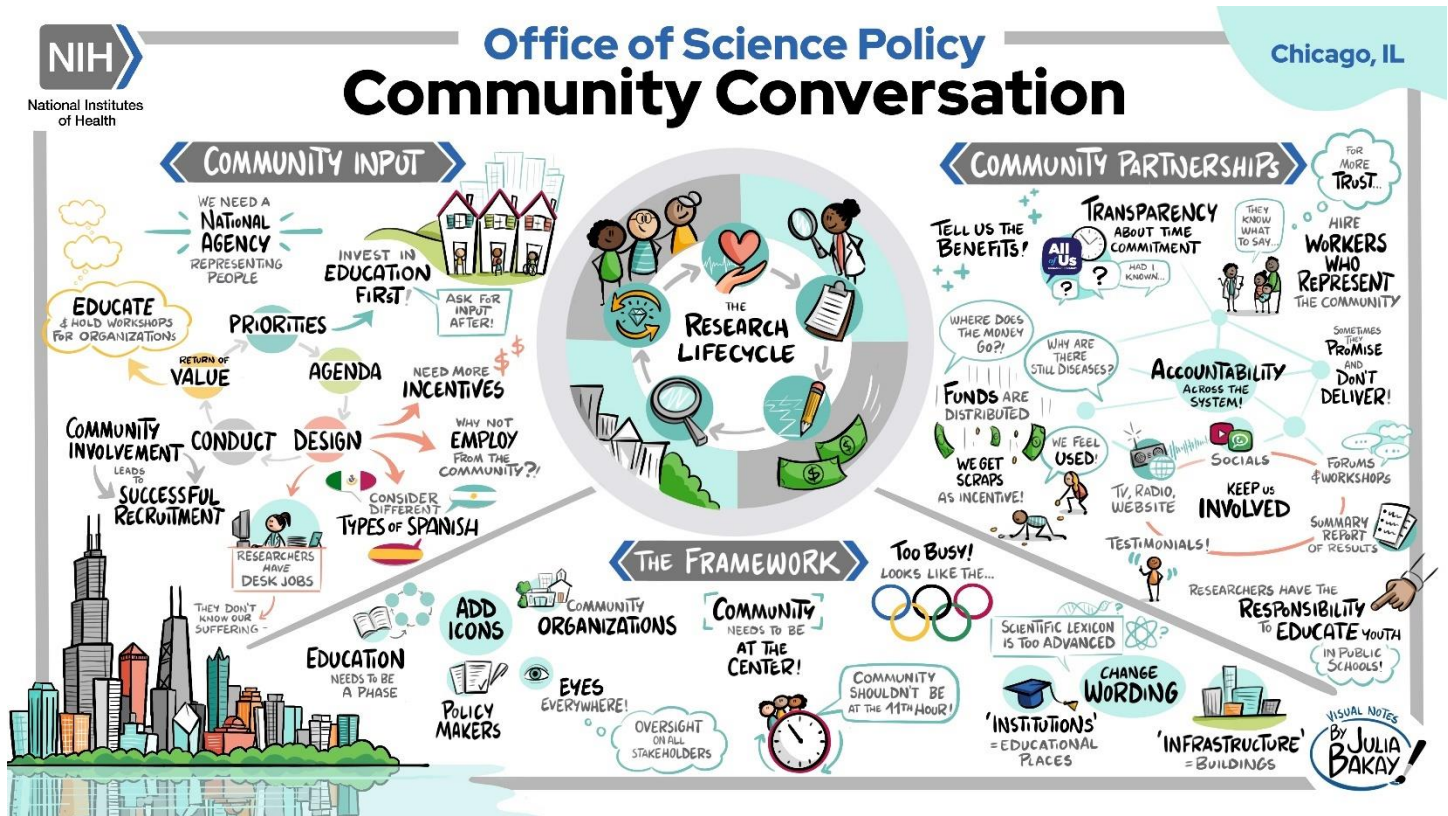 NIH
National Institutes
of Health
Office of Science Policy
Community Conversation
Chicago, IL
COMMUNITY INPUT
WE NEED A
NATIONAL
AGENCY
REPRESENTING
PEOPLE
INVEST IN
EDUCATION
FIRST!
ASK FOR
INPUT
AFTER!
EDUCATE
& HOLD WORKSHOPS
FOR ORGANIZATIONS
PRIORITIES
RETURN OF
VALUE
AGENDA
NEED MORE
INCENTIVES
$ $
COMMUNITY
INVOLVEMENT
LEADS
TO
SUCCESSFUL
RECRUITMENT
CONDUCT
DESIGN
WHY NOT
EMPLOY
FROM THE
COMMUNITY?!
CONSIDER
DIFFERENT
TYPES OF SPANISH
RESEARCHERS
HAVE
DESK JOBS
THEY DON'T
KNOW OUR
SUFFERING -
THE
RESEARCH
LIFECYCLE
$
$
COMMUNITY PARTNERSHIPS
FOR
MORE
TRUST...
TELL US THE
BENEFITS!
TRANSPARENCY
ABOUT TIME
COMMITMENT
All
of Us
?
?
HAD I
KNOWN...
THEY
KNOW
WHAT
TO SAY...
HIRE
WORKERS
WHO
REPRESENT
THE COMMUNITY
WHERE DOES
THE MONEY
GO?!
WHY ARE
THERE
STILL DISEASES?
FUNDS ARE
DISTRIBUTED
WE GET
SCRAPS
AS INCENTIVE!
WE FEEL
USED!
ACCOUNTABILITY
ACROSS THE
SYSTEM!
SOMETIMES
THEY
PROMISE
AND
DON'T
DELIVER!
SOCIALS
FORUMS
& WORKSHOPS
TV, RADIO,
WEBSITE
KEEP US
INVOLVED
SUMMARY
REPORT
OF RESULTS
TESTIMONIALS!
RESEARCHERS HAVE THE
RESPONSIBILITY
TO EDUCATE YOUTH
IN PUBLIC
SCHOOLS!
THE FRAMEWORK
EDUCATION
NEEDS TO BE
A PHASE
ADD
ICONS
COMMUNITY
ORGANIZATIONS
POLICY
MAKERS
EYES
EVERYWHERE!
OVERSIGHT
ON ALL
STAKEHOLDERS
COMMUNITY
NEEDS TO BE
AT THE
CENTER!
TOO BUSY!
LOOKS LIKE THE...
COMMUNITY
SHOULDN'T BE
AT THE 11TH HOUR!
SCIENTIFIC LEXICON
IS TOO ADVANCED
?
CHANGE
WORDING
'INSTITUTIONS'
= EDUCATIONAL
PLACES
'INFRASTRUCTURE'
= BUILDINGS
VISUAL NOTES
BY JULIA
BAKAY